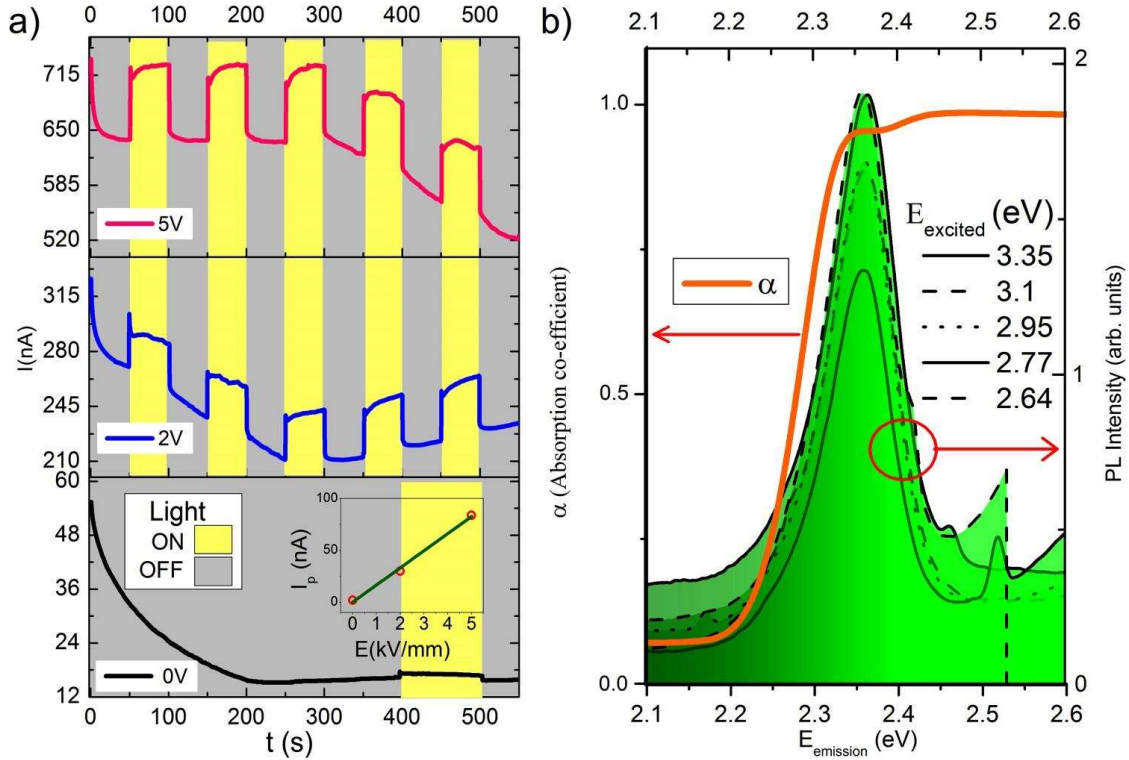 a)
0 100 200 300 400 500
715
650
585
520
5V
I(nA)
315
280
245
210
2V
60
48
36
24
12
Light
ON
OFF
0V
100
50
0
I_p (nA)
0 1 2 3 4 5
E(kV/mm)
0 100 200 300 400 500
t (s)
b)
2.1 2.2 2.3 2.4 2.5 2.6
1.0
0.5
0.0
α (Absorption co-efficient)
α
E_excited (eV)
3.35
3.1
2.95
2.77
2.64
2
1
0
PL Intensity (arb. units)
2.1 2.2 2.3 2.4 2.5 2.6
E_emission (eV)